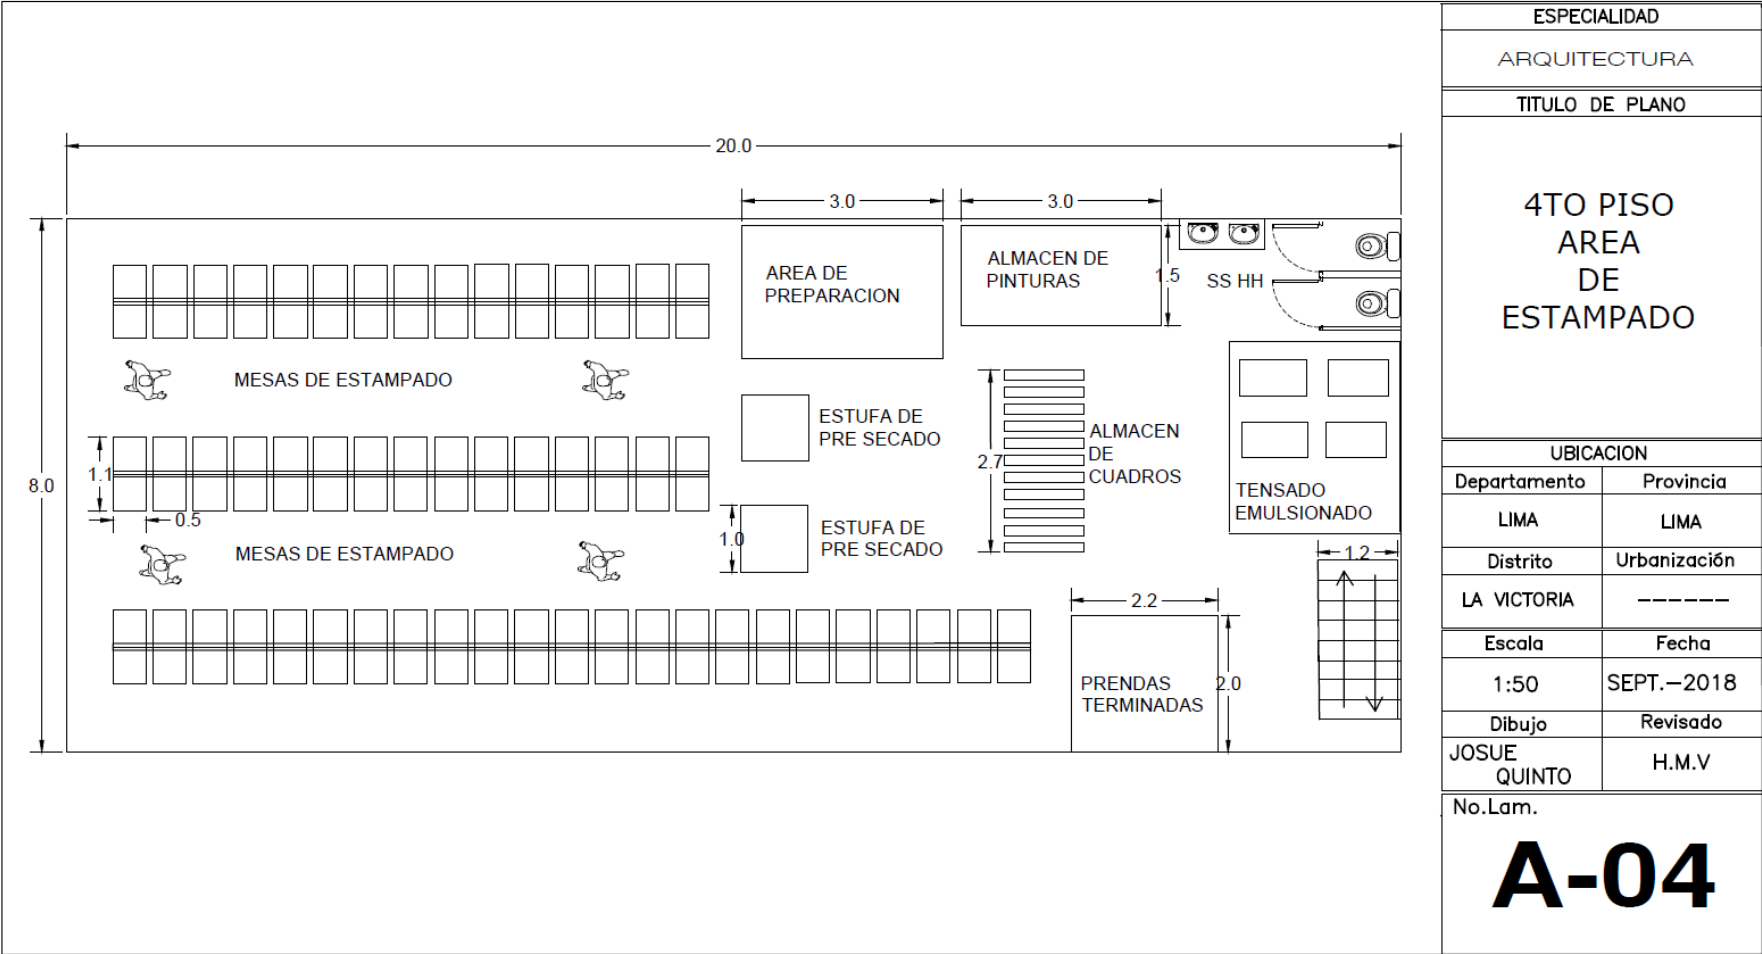 20.0
3.0
3.0
8.0
AREA DE
PREPARACION
ALMACEN DE
PINTURAS
1.5
SS HH
MESAS DE ESTAMPADO
ESTUFA DE
PRE SECADO
1.1
0.5
2.7
ALMACEN
DE
CUADROS
TENSADO
EMULSIONADO
MESAS DE ESTAMPADO
1.0
ESTUFA DE
PRE SECADO
1.2
2.2
PRENDAS
TERMINADAS
2.0
ESPECIALIDAD
ARQUITECTURA
TITULO DE PLANO
4TO PISO
AREA
DE
ESTAMPADO
UBICACION
Departamento Provincia
LIMA LIMA
Distrito Urbanización
LA VICTORIA ------
Escala Fecha
1:50 SEPT.-2018
Dibujo Revisado
JOSUE
QUINTO H.M.V
No.Lam.
A-04